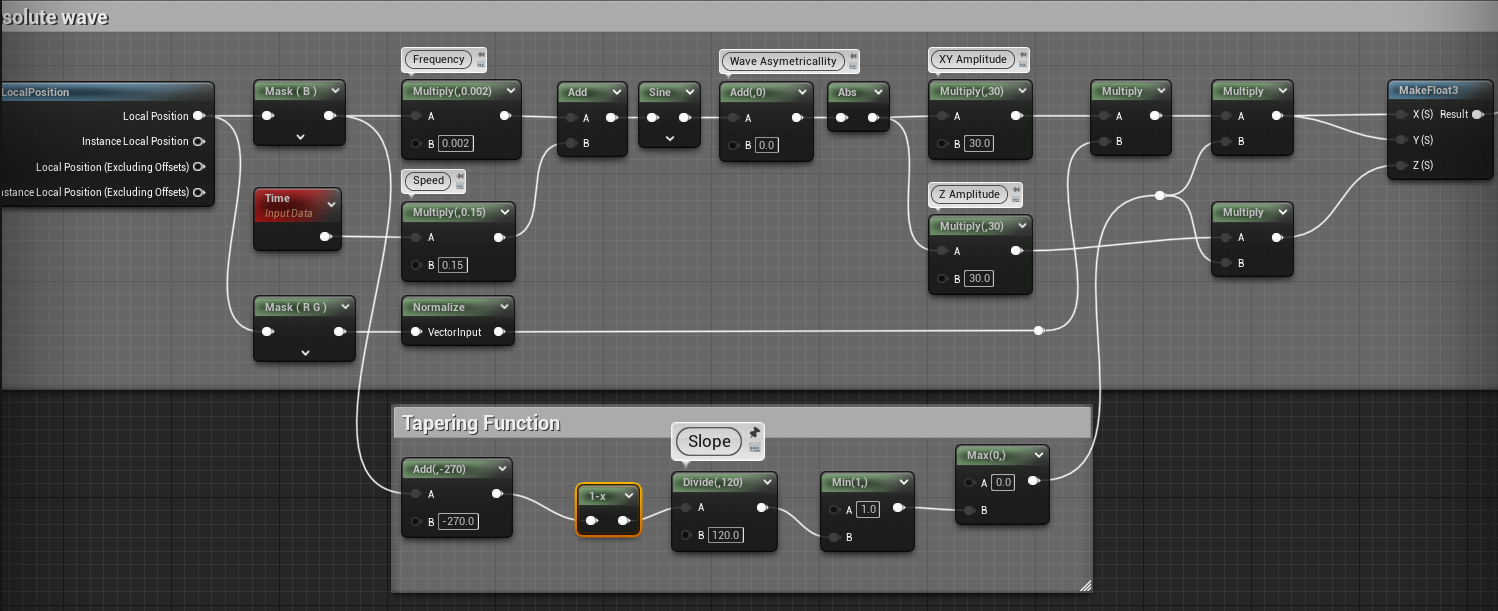 solute wave
LocalPosition
Local Position
Instance Local Position
Local Position (Excluding Offsets)
nstance Local Position (Excluding Offsets)
Mask ( B )
Time
Input Data
Mask ( R G )
Frequency
Multiply(,0.002)
A
B 0.002
Speed
Multiply(,0.15)
A
B 0.15
Normalize
VectorInput
Add
A
B
Sine
Wave Asymetricallity
Add(,0)
A
B 0.0
Abs
XY Amplitude
Multiply(,30)
A
B 30.0
Z Amplitude
Multiply(,30)
A
B 30.0
Multiply
A
B
Multiply
A
B
Multiply
A
B
MakeFloat3
X (S) Result
Y (S)
Z (S)
Tapering Function
Add(,-270)
A
B -270.0
1-x
Slope
Divide(,120)
A
B 120.0
Min(1,)
A 1.0
B
Max(0,)
A 0.0
B